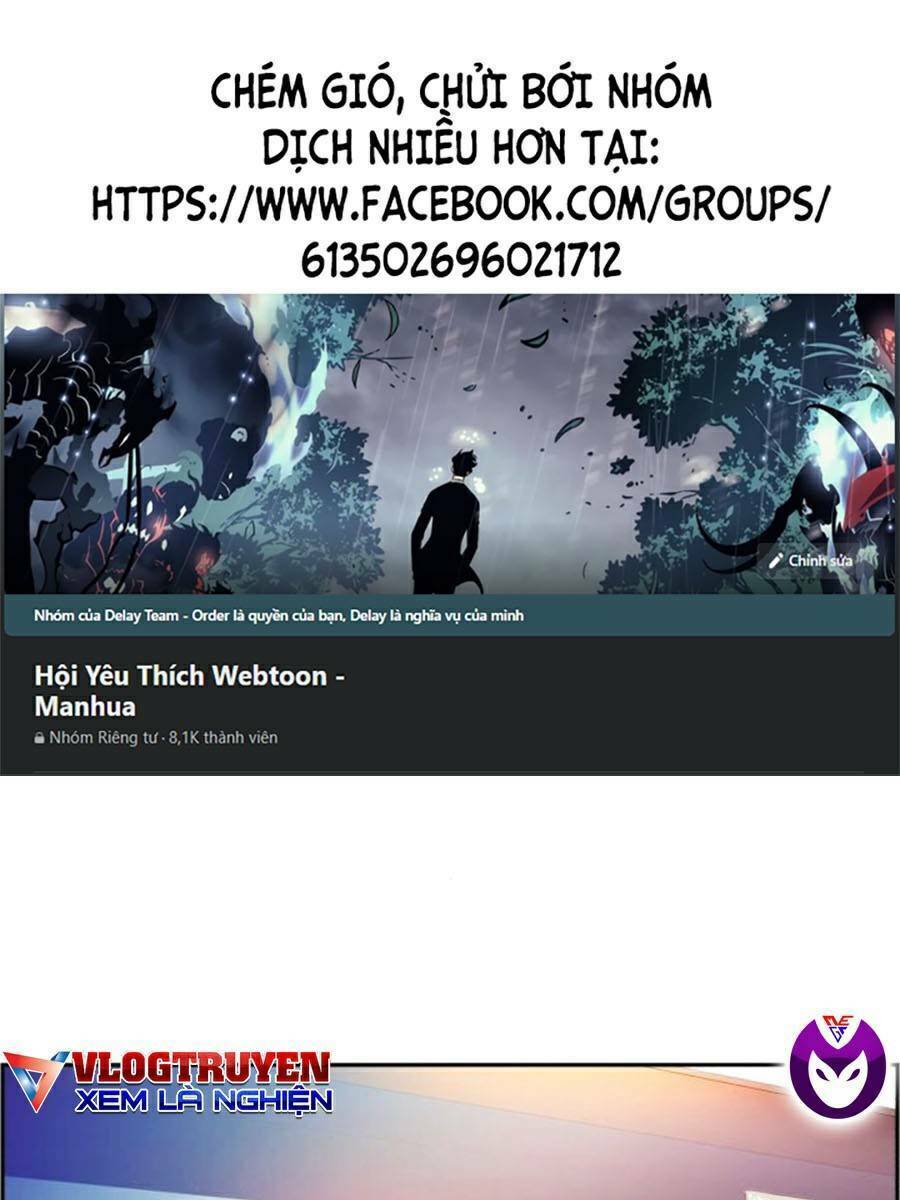 CHÉM GIÓ, CHỬI BỚI NHÓM
DỊCH NHIỀU HƠN TẠI:
HTTPS://WWW.FACEBOOK.COM/GROUPS/
613502696021712
Chỉnh sửa
Nhóm của Delay Team - Order là quyền của bạn, Delay là nghĩa vụ của mình
Hội Yêu Thích Webtoon -
Manhua
Nhóm Riêng tư · 8,1K thành viên
VLOGTRUYEN
XEM LÀ NGHIỆN